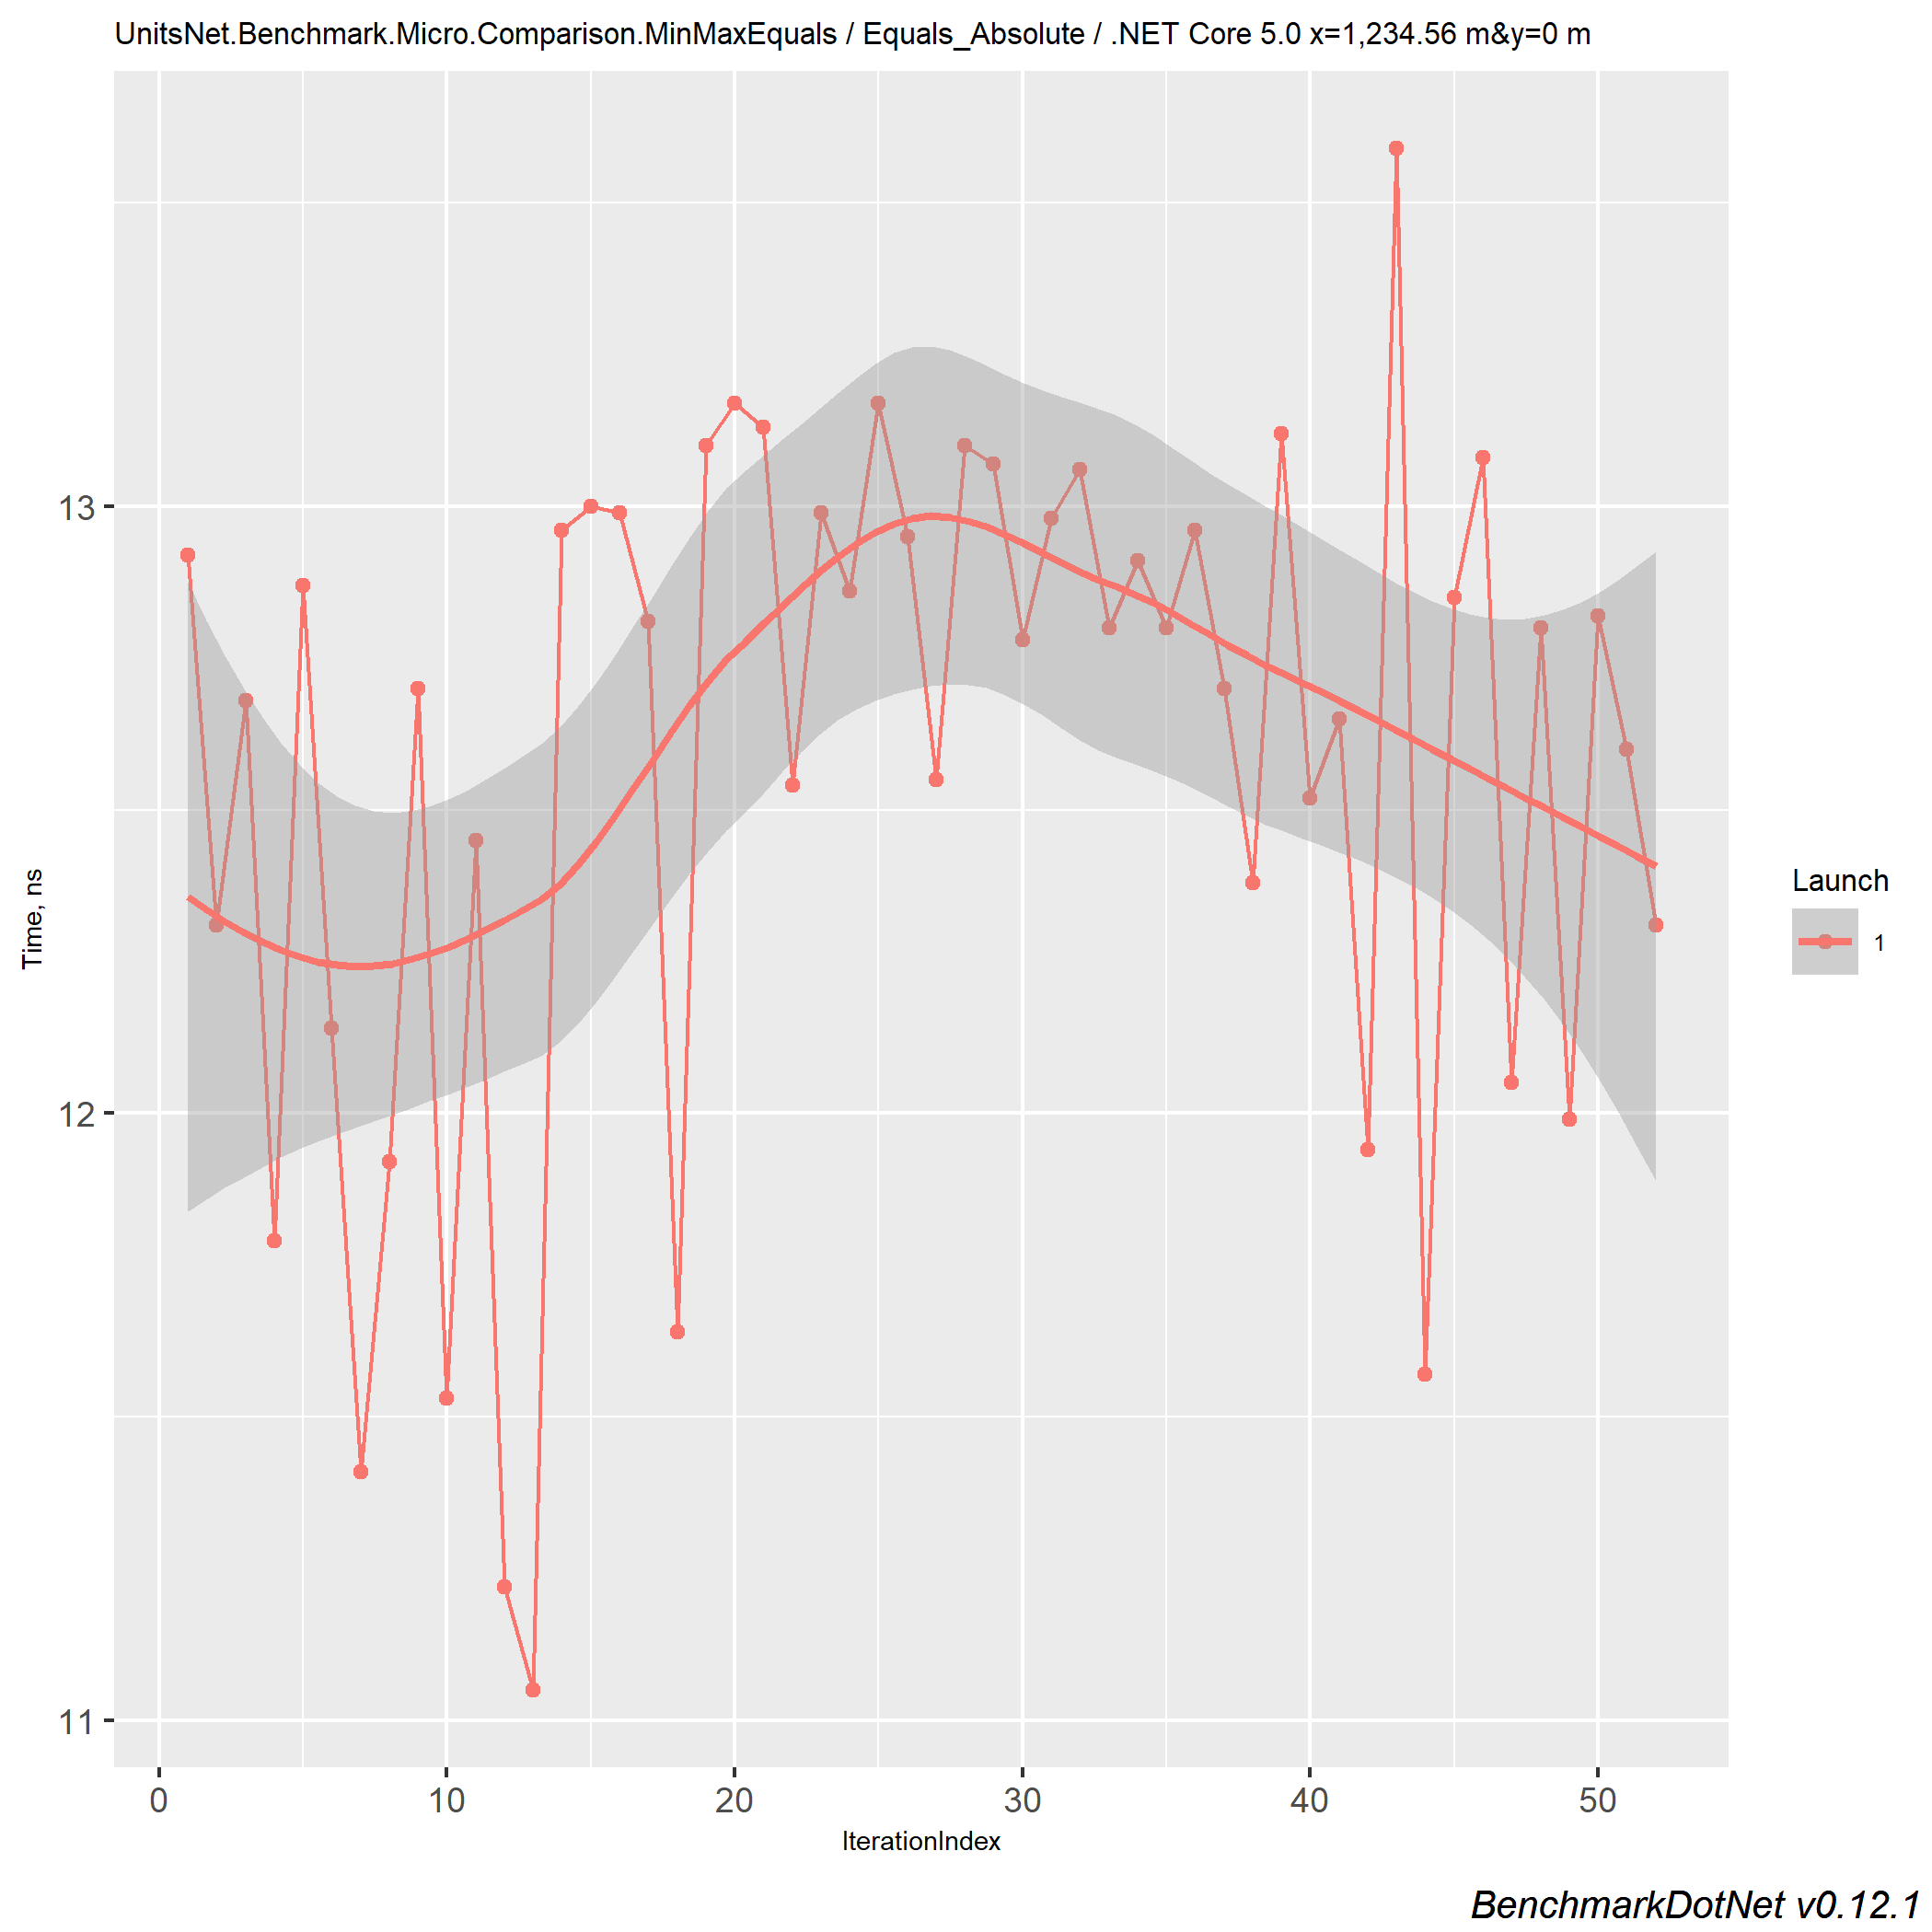 UnitsNet.Benchmark.Micro.Comparison.MinMaxEquals / Equals_Absolute / .NET Core 5.0 x=1,234.56 m&y=0 m
13
12
11
Time, ns
0 10 20 30 40 50
IterationIndex
Launch
1
BenchmarkDotNet v0.12.1